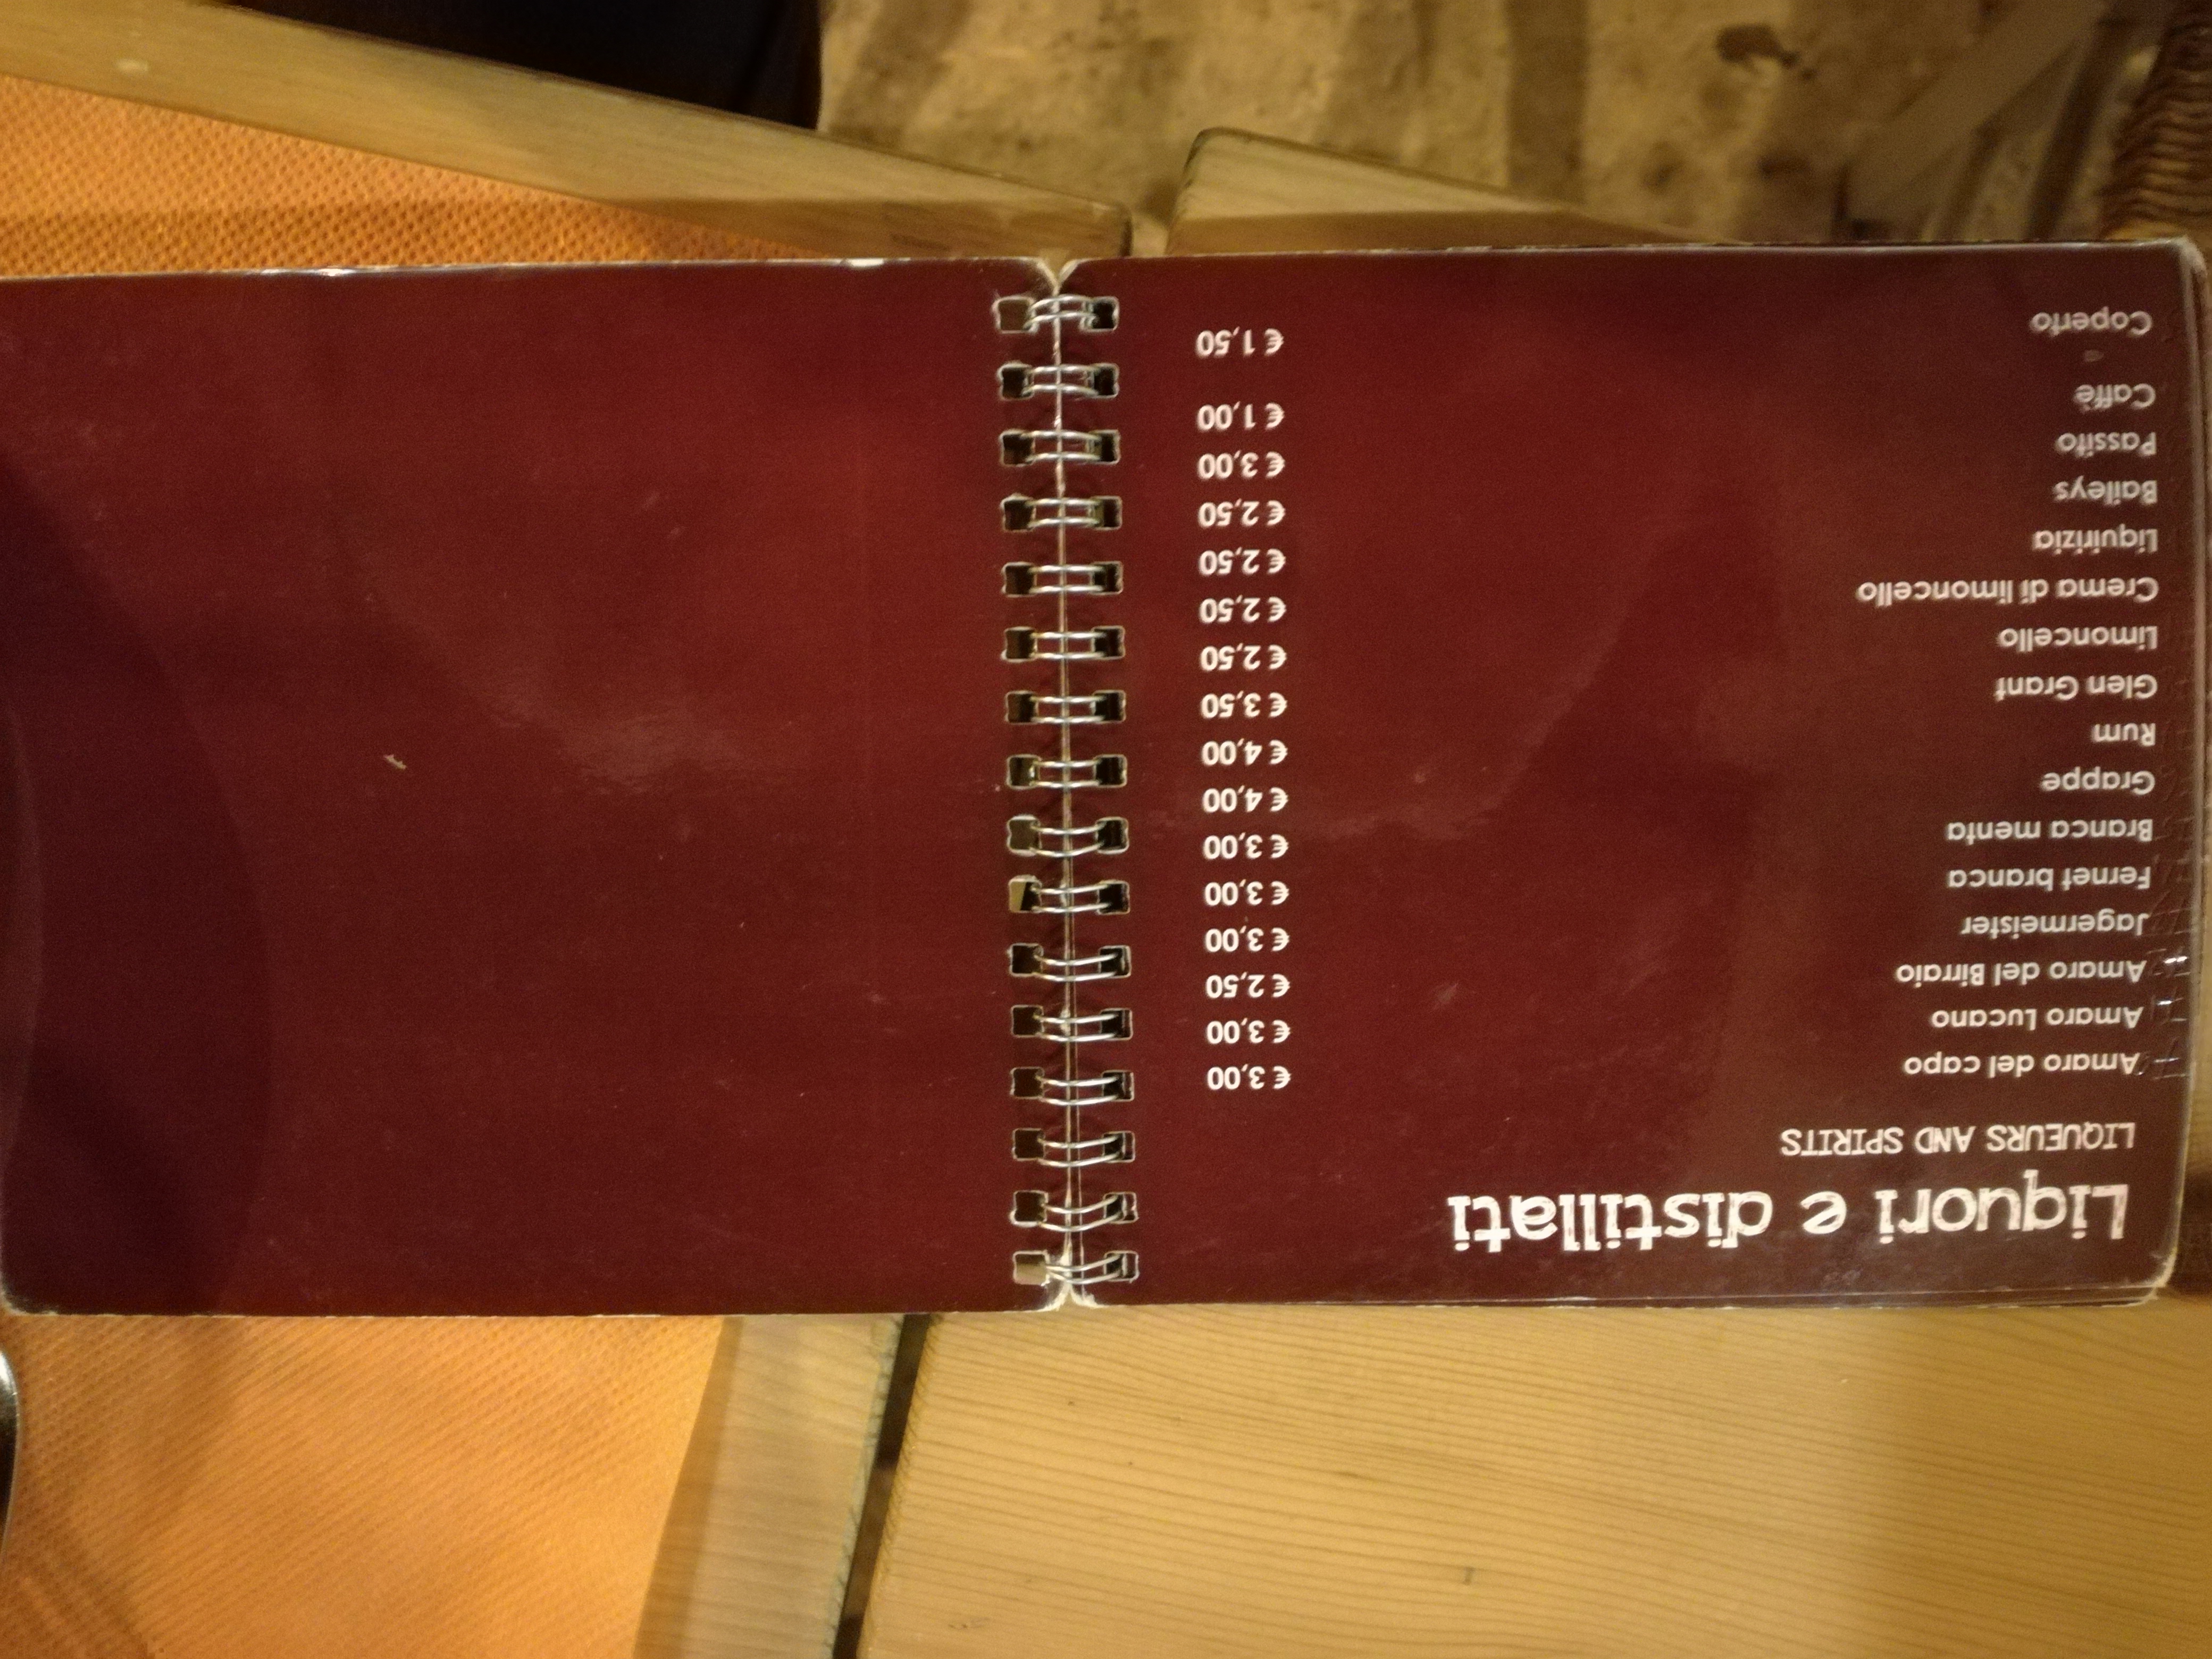 Liquori e distillati
LIQUEURS AND SPIRITS
Amaro del capo € 3,00
Amaro Lucano € 3,00
Amaro del Birraio € 2,50
Jagermeister € 3,00
Fernet branca € 3,00
Branca menta € 3,00
Grappe € 4,00
Rum € 4,00
Glen Grant € 3,50
Limoncello € 2,50
Crema di limoncello € 2,50
Liquirizia € 2,50
Baileys € 2,50
Passito € 3,00
Caffè € 1,00
Coperto € 1,50